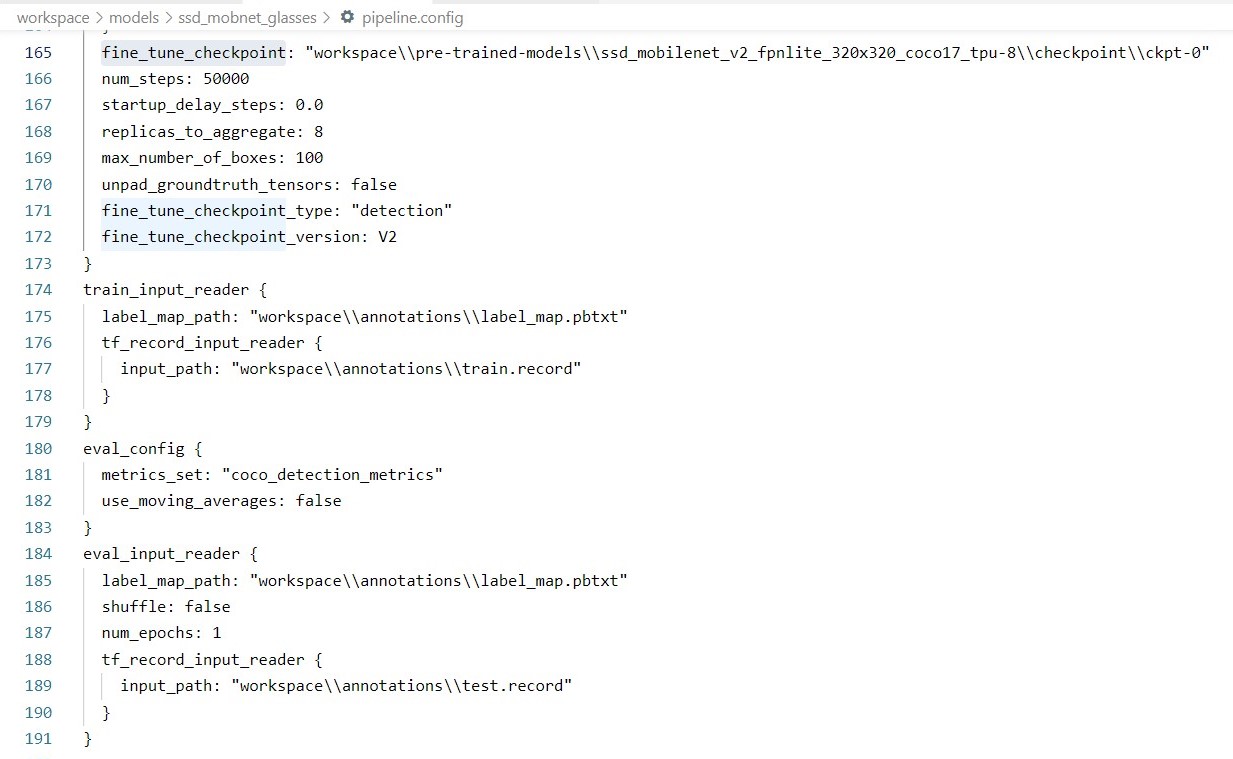 workspace > models > ssd_mobnet_glasses > pipeline.config
165 fine_tune_checkpoint: "workspace\\pre-trained-models\\ssd_mobilenet_v2_fpnlite_320x320_coco17_tpu-8\\checkpoint\\ckpt-0"
166 num_steps: 50000
167 startup_delay_steps: 0.0
168 replicas_to_aggregate: 8
169 max_number_of_boxes: 100
170 unpad_groundtruth_tensors: false
171 fine_tune_checkpoint_type: "detection"
172 fine_tune_checkpoint_version: V2
173 }
174 train_input_reader {
175 label_map_path: "workspace\\annotations\\label_map.pbtxt"
176 tf_record_input_reader {
177 input_path: "workspace\\annotations\\train.record"
178 }
179 }
180 eval_config {
181 metrics_set: "coco_detection_metrics"
182 use_moving_averages: false
183 }
184 eval_input_reader {
185 label_map_path: "workspace\\annotations\\label_map.pbtxt"
186 shuffle: false
187 num_epochs: 1
188 tf_record_input_reader {
189 input_path: "workspace\\annotations\\test.record"
190 }
191 }